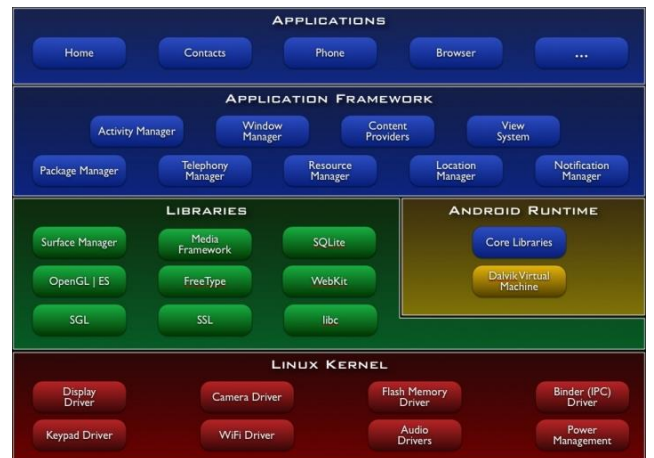 APPLICATIONS
Home Contacts Phone Browser ...
APPLICATION FRAMEWORK
Activity Manager Window Manager Content Providers View System
Package Manager Telephony Manager Resource Manager Location Manager Notification Manager
LIBRARIES
Surface Manager Media Framework SQLite
OpenGL | ES FreeType WebKit
SGL SSL libc
ANDROID RUNTIME
Core Libraries
Dalvik Virtual Machine
LINUX KERNEL
Display Driver Camera Driver Flash Memory Driver Binder (IPC) Driver
Keypad Driver WiFi Driver Audio Drivers Power Management